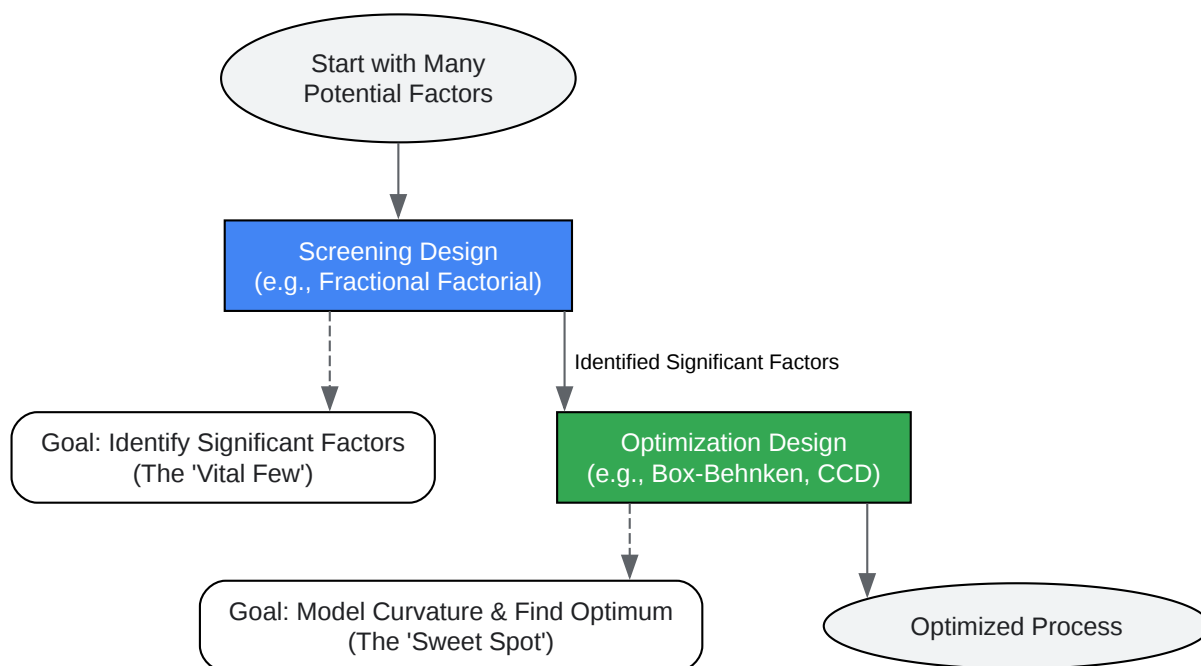 Start with Many
Potential Factors
Screening Design
(e.g., Fractional Factorial)
Identified Significant Factors
Goal: Identify Significant Factors
(The 'Vital Few')
Optimization Design
(e.g., Box-Behnken, CCD)
Goal: Model Curvature & Find Optimum
(The 'Sweet Spot')
Optimized Process